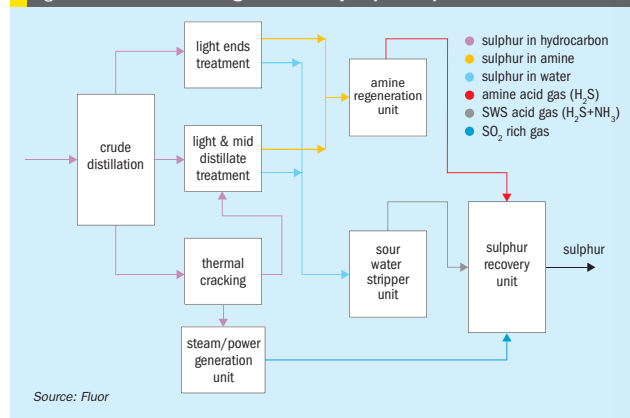 light ends
treatment
amine
regeneration
unit
sulphur in hydrocarbon
sulphur in amine
sulphur in water
amine acid gas (H₂S)
SWS acid gas (H₂S+NH₃)
SO₂ rich gas
crude
distillation
light & mid
distillate
treatment
thermal
cracking
sour
water
stripper
unit
sulphur
recovery
unit
sulphur
steam/power
generation
unit
Source: Fluor